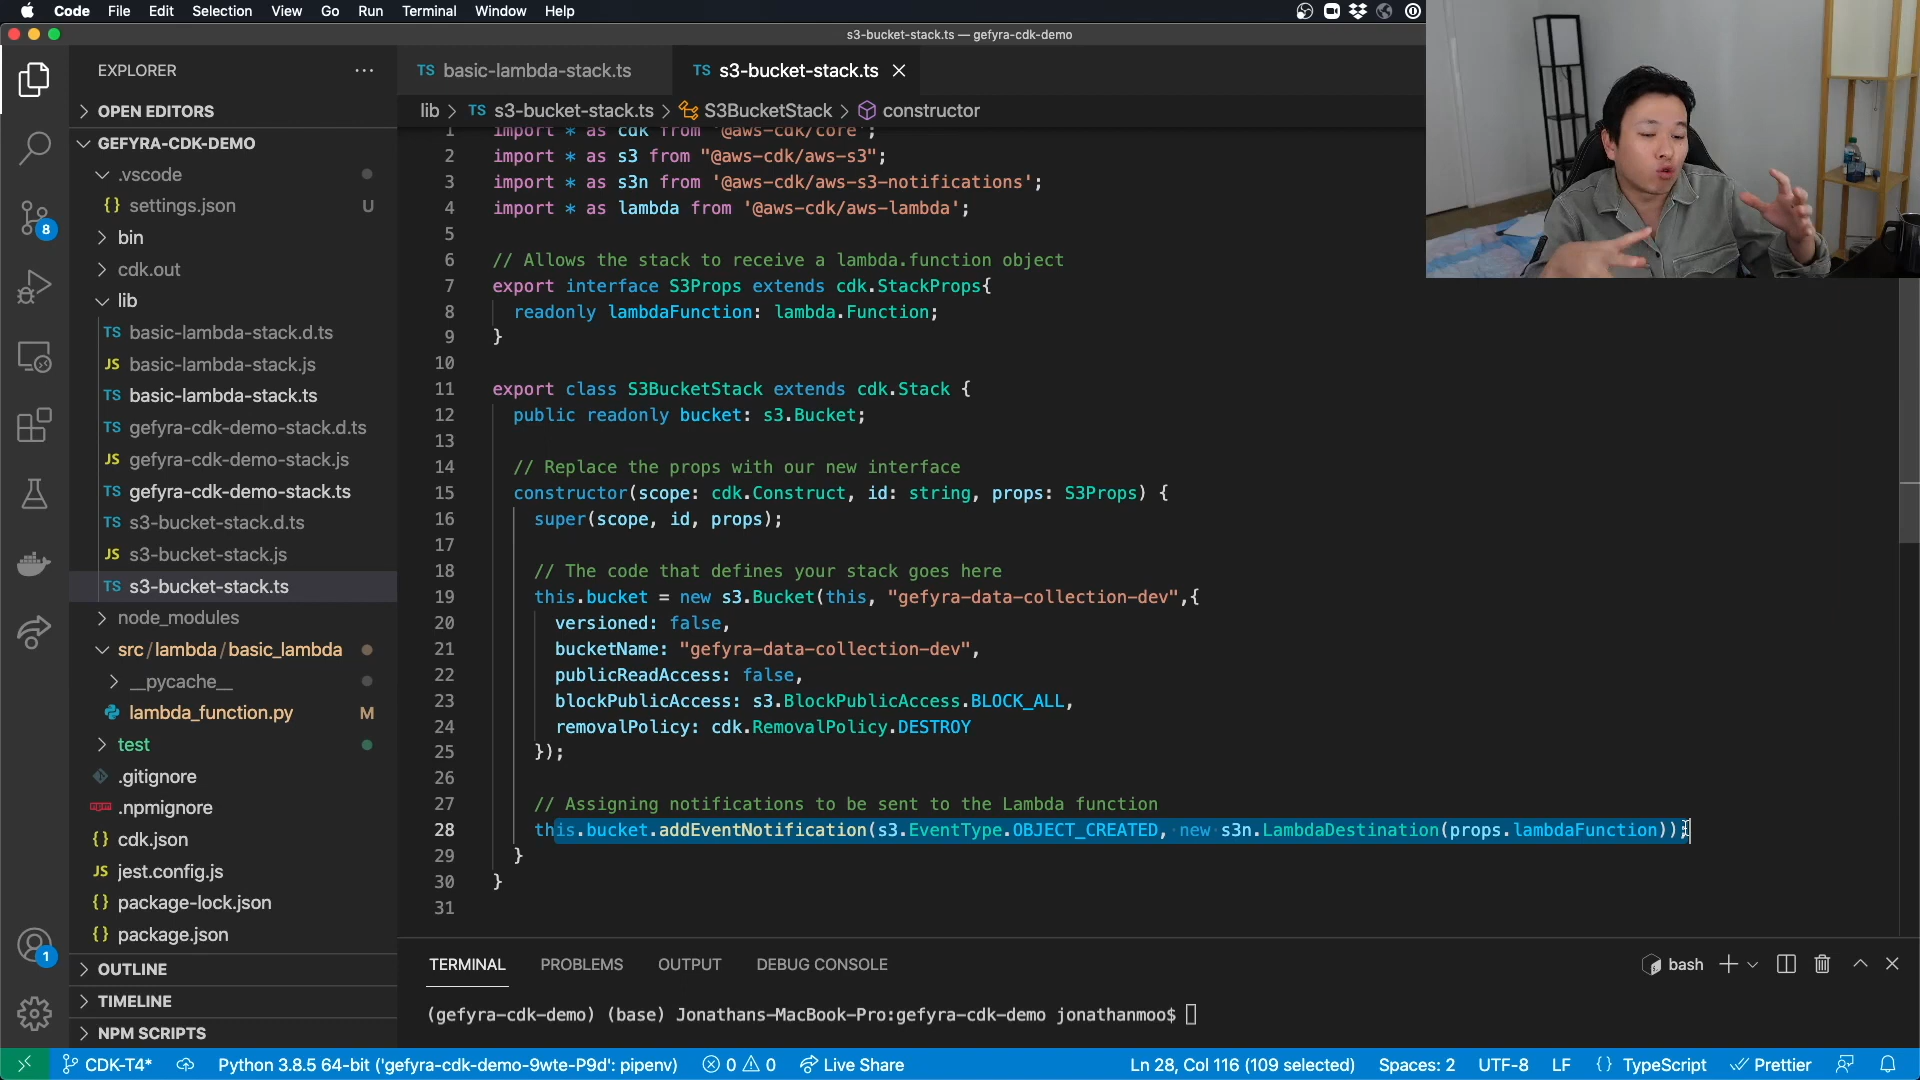 Code File Edit Selection View Go Run Terminal Window Help
s3-bucket-stack.ts — gefyra-cdk-demo
EXPLORER
OPEN EDITORS
GEFYRA-CDK-DEMO
.vscode
{} settings.json U
bin
cdk.out
lib
TS basic-lambda-stack.d.ts
JS basic-lambda-stack.js
TS basic-lambda-stack.ts
TS gefyra-cdk-demo-stack.d.ts
JS gefyra-cdk-demo-stack.js
TS gefyra-cdk-demo-stack.ts
TS s3-bucket-stack.d.ts
JS s3-bucket-stack.js
TS s3-bucket-stack.ts
node_modules
src/lambda/basic_lambda
__pycache__
lambda_function.py M
test
.gitignore
.npmignore
{} cdk.json
JS jest.config.js
{} package-lock.json
{} package.json
OUTLINE
TIMELINE
NPM SCRIPTS
8
1
TS basic-lambda-stack.ts
TS s3-bucket-stack.ts
lib > TS s3-bucket-stack.ts > S3BucketStack > constructor
1 import * as cdk from '@aws-cdk/core';
2 import * as s3 from "@aws-cdk/aws-s3";
3 import * as s3n from '@aws-cdk/aws-s3-notifications';
4 import * as lambda from '@aws-cdk/aws-lambda';
5
6 // Allows the stack to receive a lambda.function object
7 export interface S3Props extends cdk.StackProps{
8 readonly lambdaFunction: lambda.Function;
9 }
10
11 export class S3BucketStack extends cdk.Stack {
12 public readonly bucket: s3.Bucket;
13
14 // Replace the props with our new interface
15 constructor(scope: cdk.Construct, id: string, props: S3Props) {
16 super(scope, id, props);
17
18 // The code that defines your stack goes here
19 this.bucket = new s3.Bucket(this, "gefyra-data-collection-dev",{
20 versioned: false,
21 bucketName: "gefyra-data-collection-dev",
22 publicReadAccess: false,
23 blockPublicAccess: s3.BlockPublicAccess.BLOCK_ALL,
24 removalPolicy: cdk.RemovalPolicy.DESTROY
25 });
26
27 // Assigning notifications to be sent to the Lambda function
28 this.bucket.addEventNotification(s3.EventType.OBJECT_CREATED, new s3n.LambdaDestination(props.lambdaFunction));
29 }
30 }
31
TERMINAL PROBLEMS OUTPUT DEBUG CONSOLE
bash
(gefyra-cdk-demo) (base) Jonathans-MacBook-Pro:gefyra-cdk-demo jonathanmoo$
CDK-T4* Python 3.8.5 64-bit ('gefyra-cdk-demo-9wte-P9d': pipenv) 0 0 Live Share Ln 28, Col 116 (109 selected) Spaces: 2 UTF-8 LF {} TypeScript Prettier